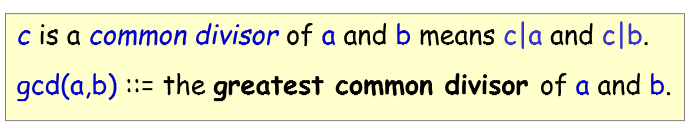 c is a common divisor of a and b means c|a and c|b.
gcd(a,b) ::= the greatest common divisor of a and b.